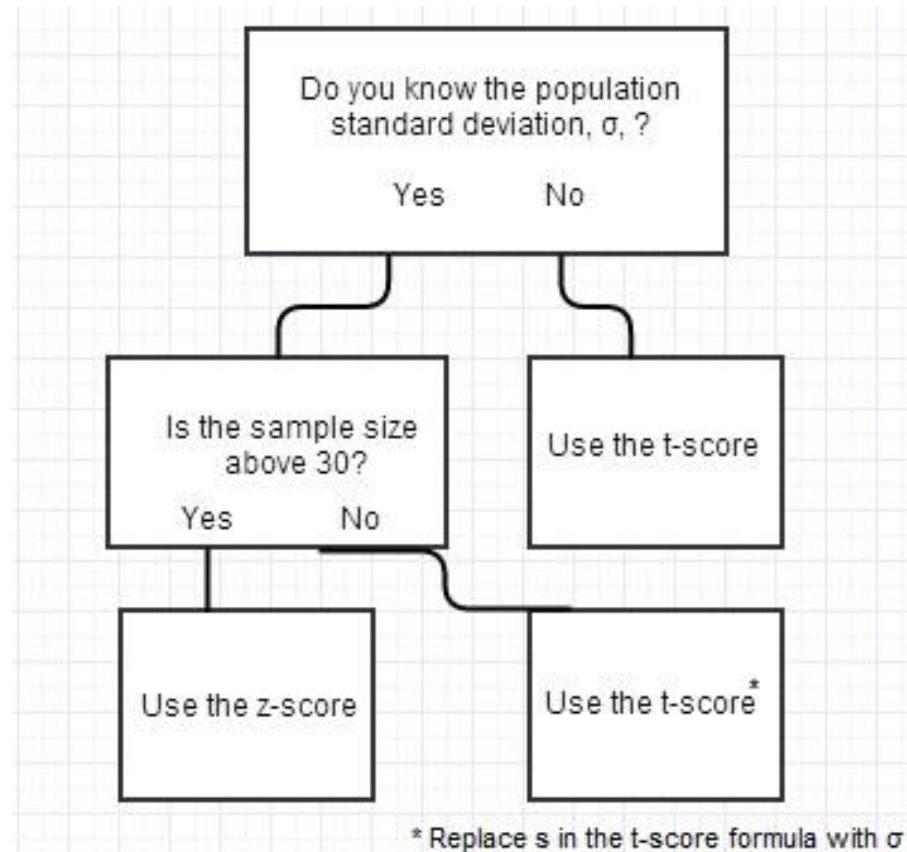 Do you know the population
standard deviation, σ, ?
Yes No
Is the sample size
above 30?
Yes No
Use the t-score
Use the z-score
Use the t-score*
* Replace s in the t-score formula with σ